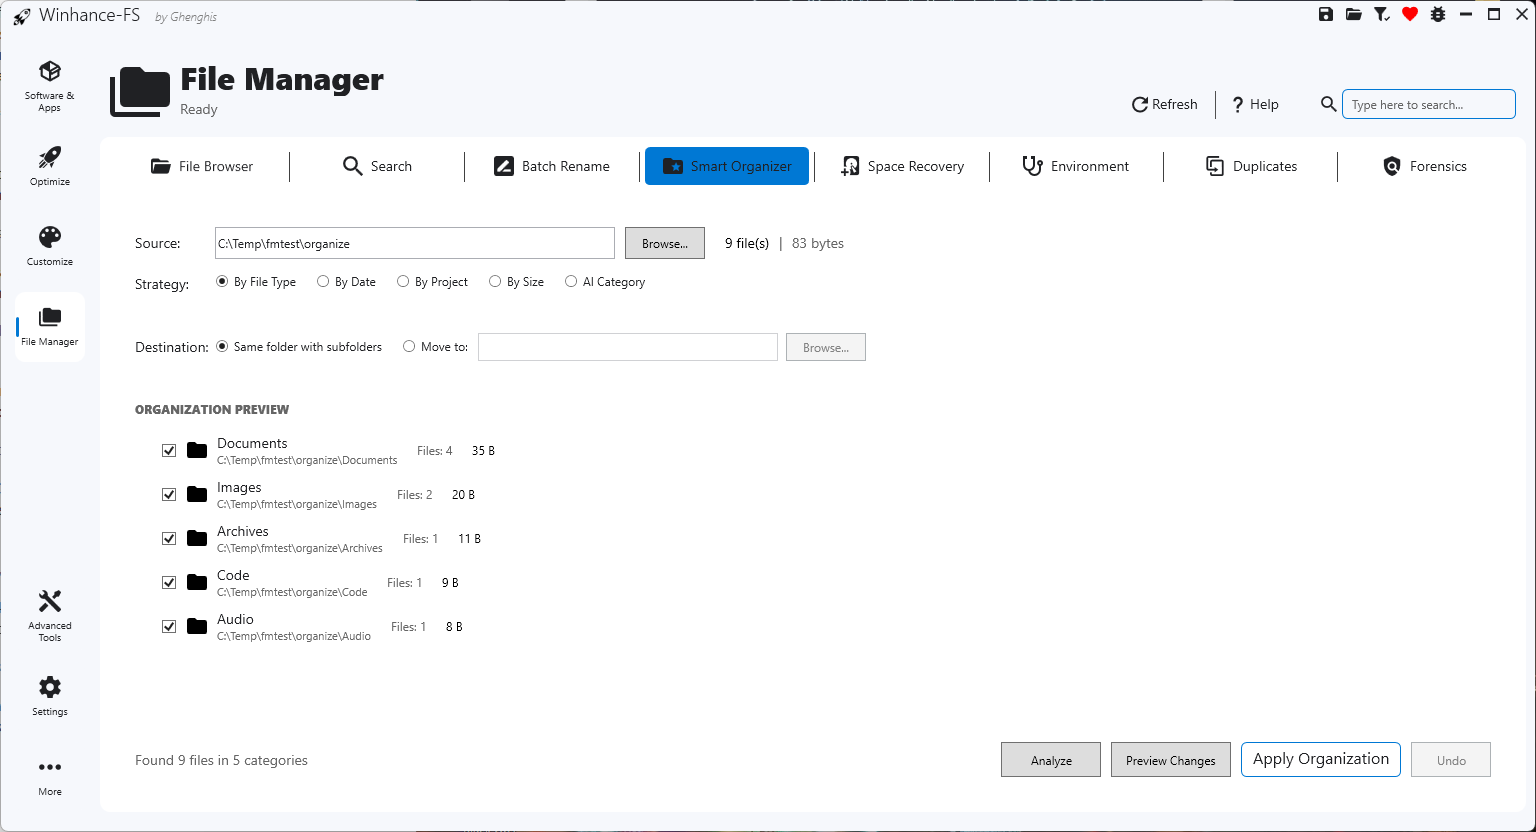 Winhance-FS by Ghenghis
File Manager
Ready
Refresh
Help
Type here to search...
Software & Apps
Optimize
Customize
File Manager
Advanced Tools
Settings
More
File Browser
Search
Batch Rename
Smart Organizer
Space Recovery
Environment
Duplicates
Forensics
Source: C:\Temp\fmtest\organize Browse... 9 file(s) | 83 bytes
Strategy: By File Type By Date By Project By Size AI Category
Destination: Same folder with subfolders Move to: Browse...
ORGANIZATION PREVIEW
Documents
C:\Temp\fmtest\organize\Documents
Files: 4 35 B
Images
C:\Temp\fmtest\organize\Images
Files: 2 20 B
Archives
C:\Temp\fmtest\organize\Archives
Files: 1 11 B
Code
C:\Temp\fmtest\organize\Code
Files: 1 9 B
Audio
C:\Temp\fmtest\organize\Audio
Files: 1 8 B
Found 9 files in 5 categories
Analyze
Preview Changes
Apply Organization
Undo